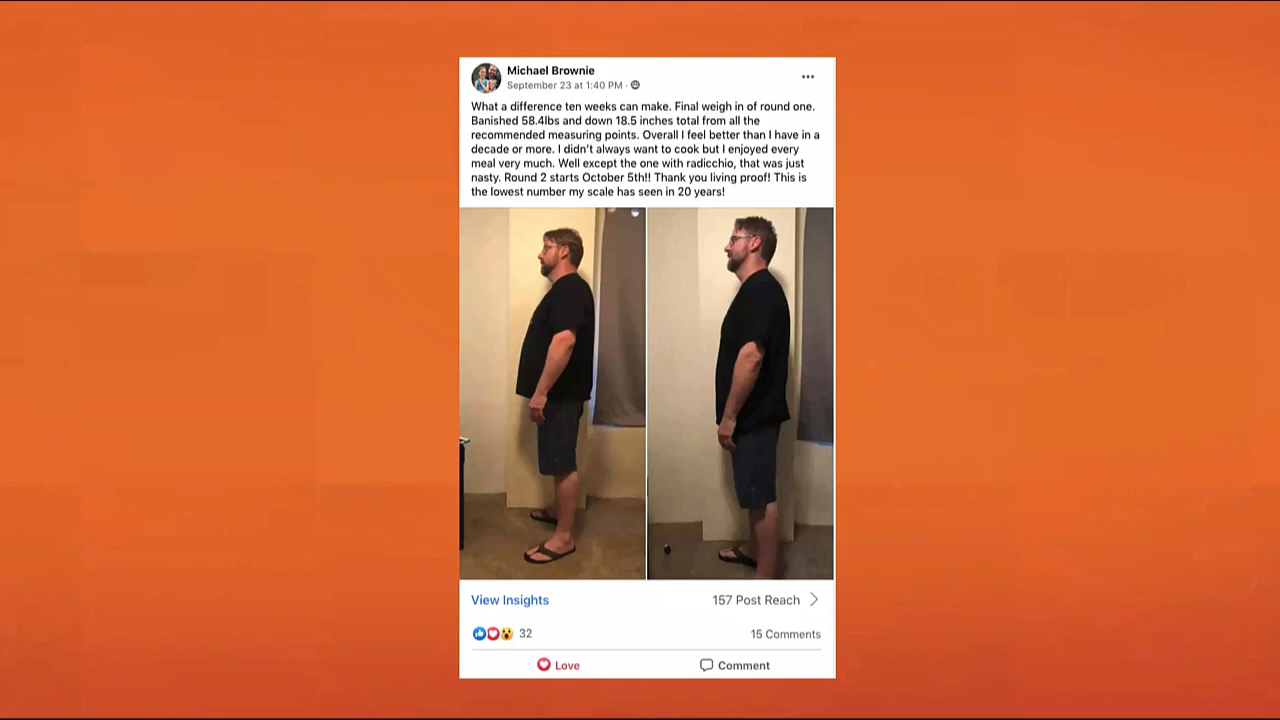 Michael Brownie
September 23 at 1:40 PM ·
What a difference ten weeks can make. Final weigh in of round one.
Banished 58.4lbs and down 18.5 inches total from all the
recommended measuring points. Overall I feel better than I have in a
decade or more. I didn't always want to cook but I enjoyed every
meal very much. Well except the one with radicchio, that was just
nasty. Round 2 starts October 5th!! Thank you living proof! This is
the lowest number my scale has seen in 20 years!
View Insights
157 Post Reach
32
15 Comments
Love
Comment